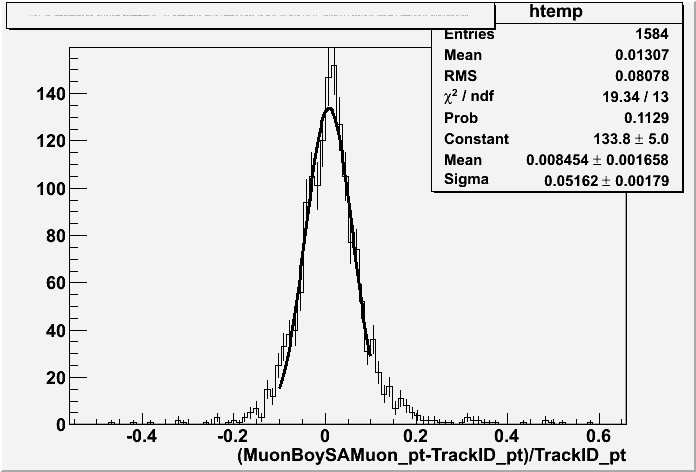 htemp
Entries 1584
Mean 0.01307
RMS 0.08078
χ² / ndf 19.34 / 13
Prob 0.1129
Constant 133.8 ± 5.0
Mean 0.008454 ± 0.001658
Sigma 0.05162 ± 0.00179
140
120
100
80
60
40
20
0
-0.4 -0.2 0 0.2 0.4 0.6
(MuonBoySAMuon_pt-TrackID_pt)/TrackID_pt